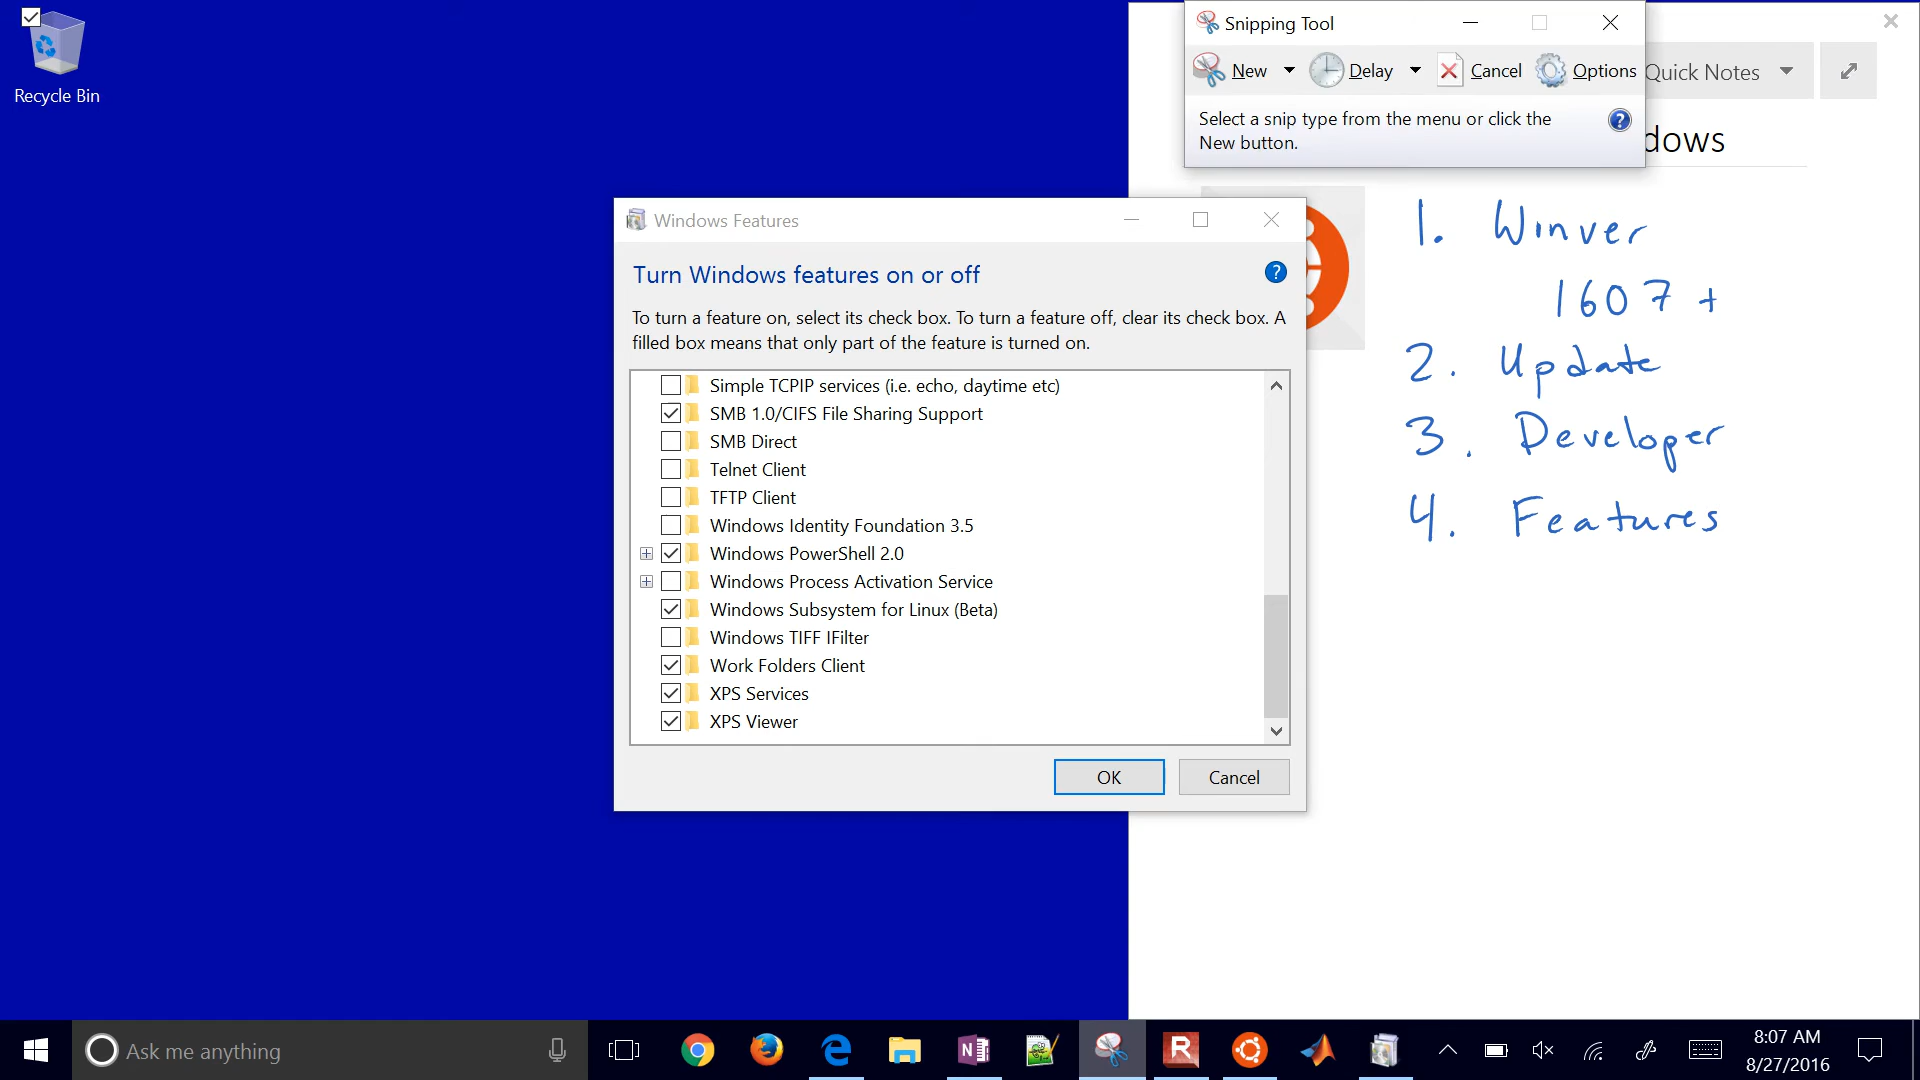 Recycle Bin
Snipping Tool
New
Delay
Cancel
Options
Select a snip type from the menu or click the
New button.
Quick Notes
dows
1. Winver
1607 +
2. Update
3. Developer
4. Features
Windows Features
Turn Windows features on or off
To turn a feature on, select its check box. To turn a feature off, clear its check box. A
filled box means that only part of the feature is turned on.
Simple TCPIP services (i.e. echo, daytime etc)
SMB 1.0/CIFS File Sharing Support
SMB Direct
Telnet Client
TFTP Client
Windows Identity Foundation 3.5
Windows PowerShell 2.0
Windows Process Activation Service
Windows Subsystem for Linux (Beta)
Windows TIFF IFilter
Work Folders Client
XPS Services
XPS Viewer
OK
Cancel
Ask me anything
8:07 AM
8/27/2016